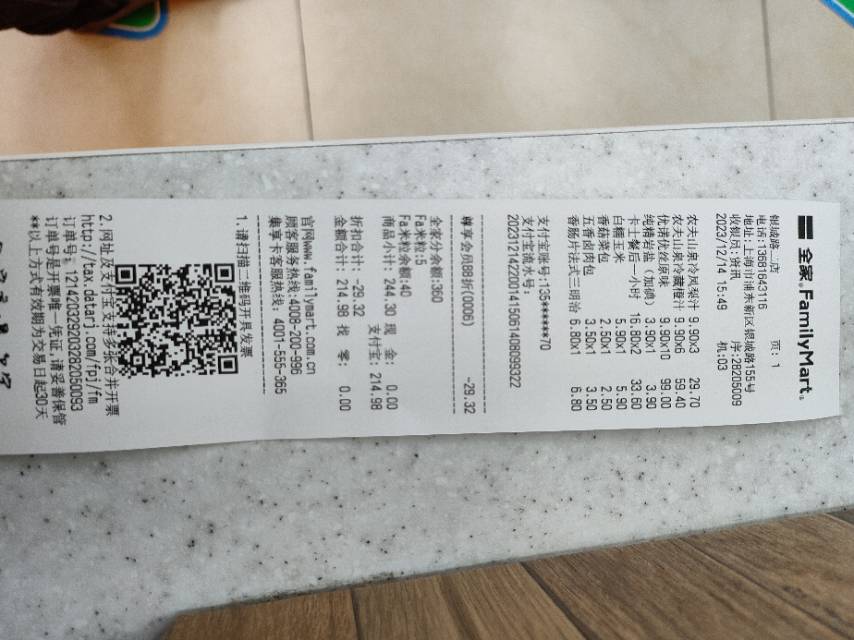 全家®FamilyMart®
银城路二店 页: 1
电话:13681643116 序:28205009
地址:上海市浦东新区银城路155号
收银员:资讯 机:03
2023/12/14 15:49
农夫山泉冷凤梨汁 9.90x3 29.70
农夫山泉冷藏橙汁 9.90x6 59.40
优诺优丝原味 9.90x10 99.00
纯精岩盐(加碘) 3.90x1 3.90
卡士餐后一小时 16.80x2 33.60
白糯玉米 5.90x1 5.90
香菇菜包 2.50x1 2.50
五香卤肉包 3.50x1 3.50
香肠片法式三明治 6.80x1 6.80
支付宝账号:135******70
支付宝流水号:
2023121422001415061408099322
尊享会员88折(0006) -29.32
全家分余额:360
Fa米粒:5
Fa米粒余额:40
商品小计: 244.30 现 金: 0.00
支付宝: 214.98
折扣合计: -29.32
金额合计: 214.98 找 零: 0.00
官网www.familymart.com.cn
顾客服务热线:4008-200-996
集享卡客服热线: 4001-555-365
1.请扫描二维码开具发票
2.网址及支付宝支持多张合并开票
http://tax.datarj.com/fpj/fm
订单号: 121420329203282050093
订单号是开票唯一凭证,请妥善保管
**以上方式有效期为交易日起30天